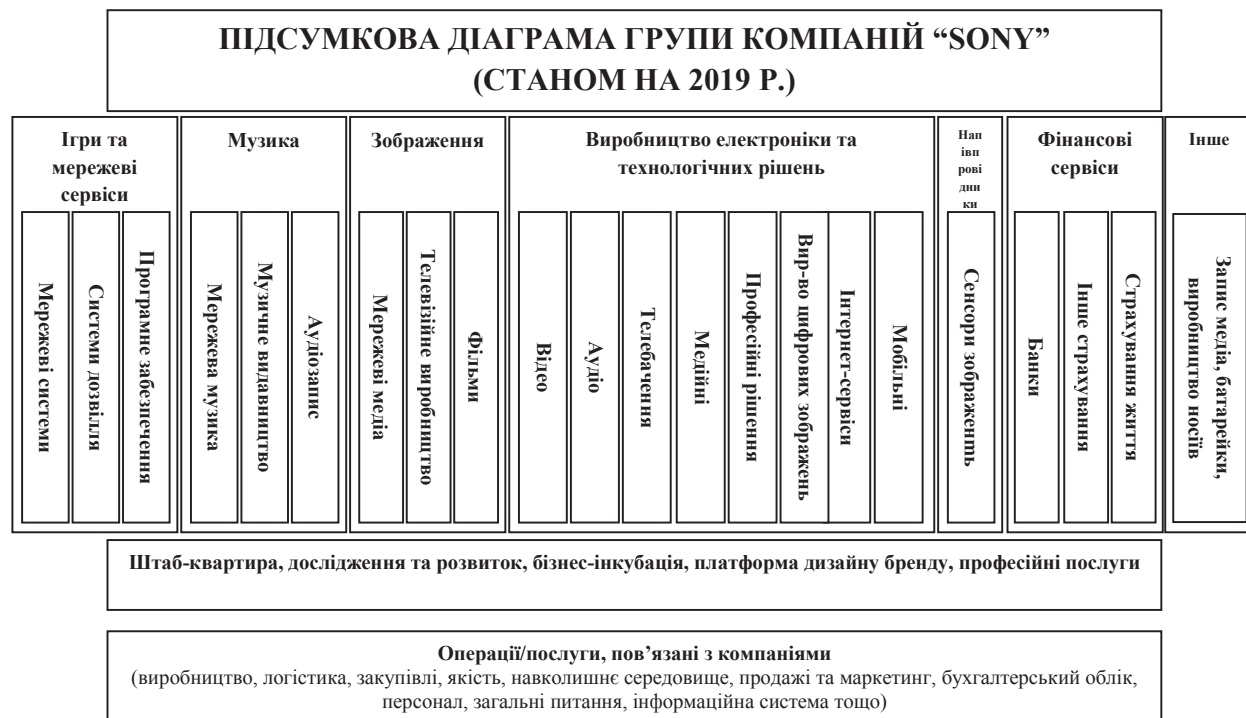 ПІДСУМКОВА ДІАГРАМА ГРУПИ КОМПАНІЙ “SONY”
(СТАНОМ НА 2019 Р.)
Ігри та
мережеві
сервіси
Мережеві системи
Системи дозвілля
Програмне забезпечення
Музика
Мережева музика
Музичне видавництво
Аудіозапис
Зображення
Мережеві медіа
Телевізійне виробництво
Фільми
Виробництво електроніки та
технологічних рішень
Відео
Аудіо
Телебачення
Медійні
Професійні рішення
Вир-во цифрових зображень
Інтернет-сервіси
Мобільні
Нап
івп
рові
дни
ки
Сенсори зображенть
Фінансові
сервіси
Банки
Інне страхування
Страхування життя
Інше
Запис медіа, батарейки,
виробництво носіїв
Штаб-квартира, дослідження та розвиток, бізнес-інкубація, платформа дизайну бренду, професійні послуги
Операції/послуги, пов’язані з компаніями
(виробництво, логістика, закупівлі, якість, навколишнє середовище, продажі та маркетинг, бухгалтерський облік,
персонал, загальні питання, інформаційна система тощо)